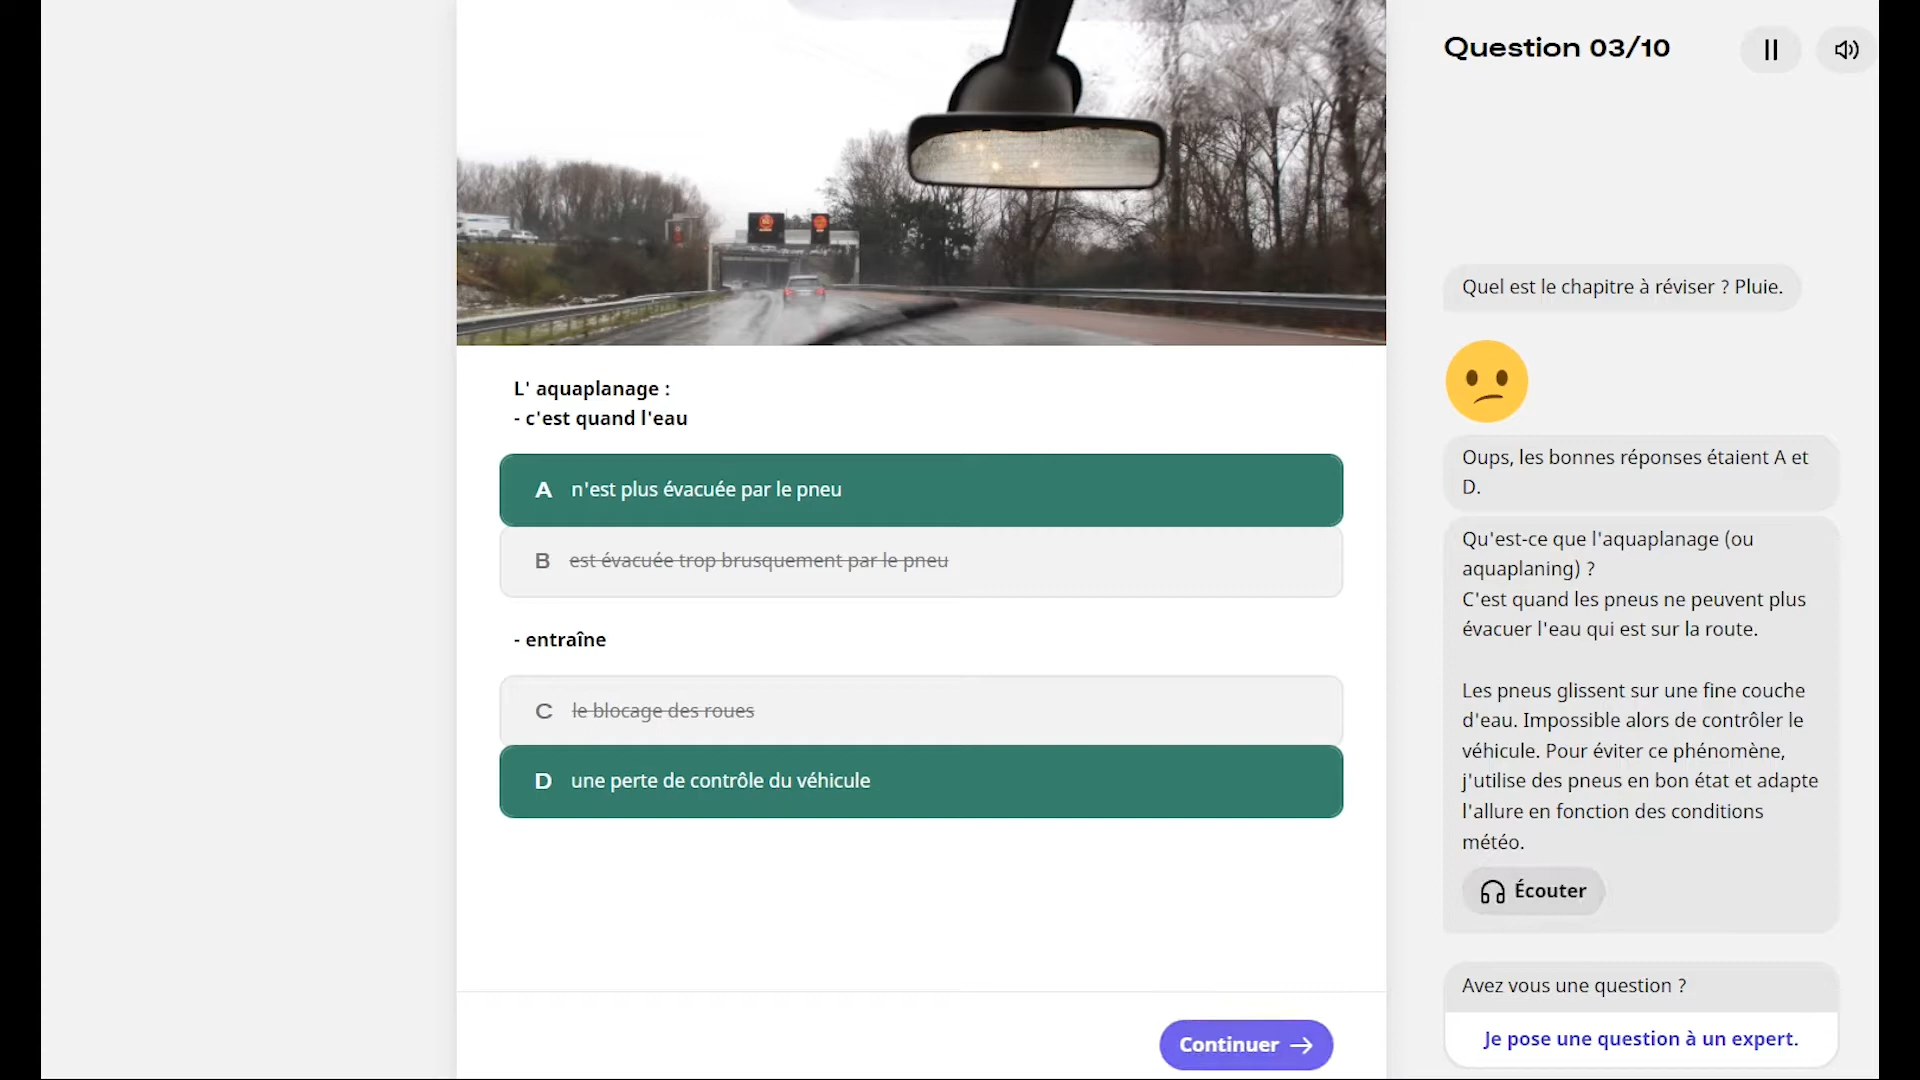 Question 03/10
L' aquaplanage :
- c'est quand l'eau
A n'est plus évacuée par le pneu
B est évacuée trop brusquement par le pneu
- entraîne
C le blocage des roues
D une perte de contrôle du véhicule
Continuer
Quel est le chapitre à réviser ? Pluie.
Oups, les bonnes réponses étaient A et
D.
Qu'est-ce que l'aquaplanage (ou
aquaplaning) ?
C'est quand les pneus ne peuvent plus
évacuer l'eau qui est sur la route.
Les pneus glissent sur une fine couche
d'eau. Impossible alors de contrôler le
véhicule. Pour éviter ce phénomène,
j'utilise des pneus en bon état et adapte
l'allure en fonction des conditions
météo.
Écouter
Avez vous une question ?
Je pose une question à un expert.